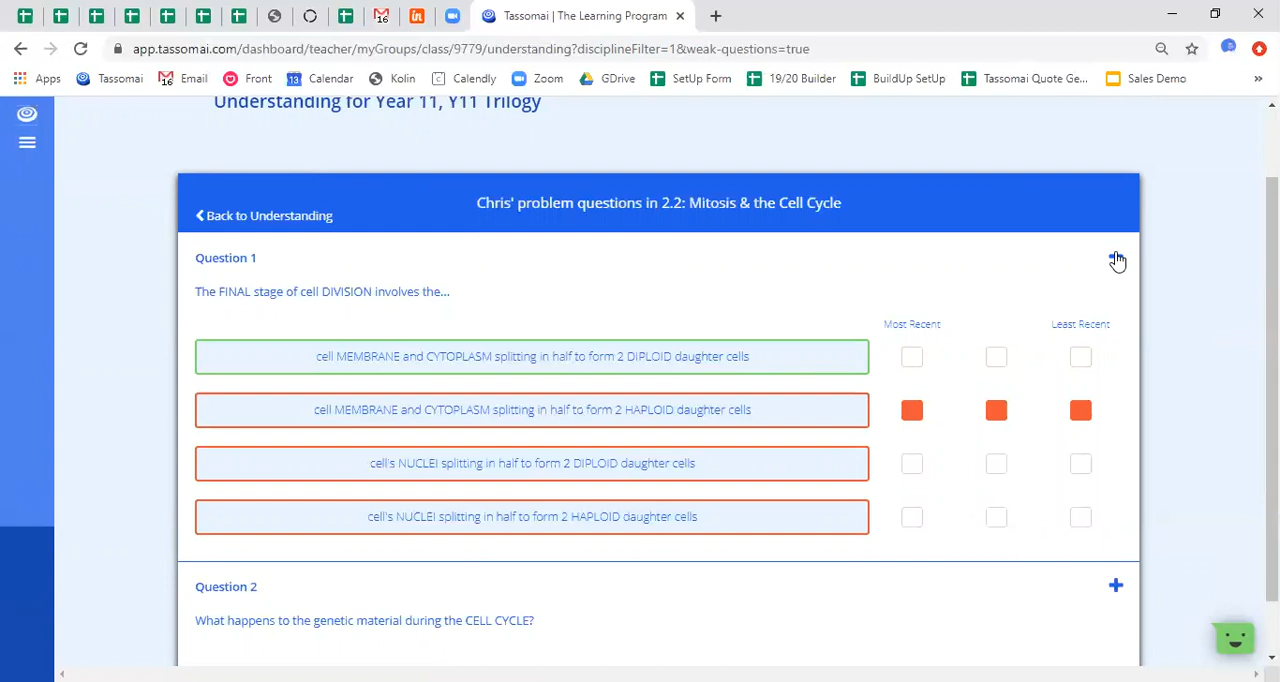 16
Tassomai | The Learning Program
app.tassomai.com/dashboard/teacher/myGroups/class/9779/understanding?disciplineFilter=1&weak-questions=true
Apps Tassomai 16 Email Front 13 Calendar Kolin Calendly Zoom GDrive SetUp Form 19/20 Builder BuildUp SetUp Tassomai Quote Ge... Sales Demo »
Understanding for Year 11, Y11 Trilogy
Chris' problem questions in 2.2: Mitosis & the Cell Cycle
Back to Understanding
Question 1
The FINAL stage of cell DIVISION involves the...
Most Recent Least Recent
cell MEMBRANE and CYTOPLASM splitting in half to form 2 DIPLOID daughter cells
cell MEMBRANE and CYTOPLASM splitting in half to form 2 HAPLOID daughter cells
cell's NUCLEI splitting in half to form 2 DIPLOID daughter cells
cell's NUCLEI splitting in half to form 2 HAPLOID daughter cells
Question 2
What happens to the genetic material during the CELL CYCLE?